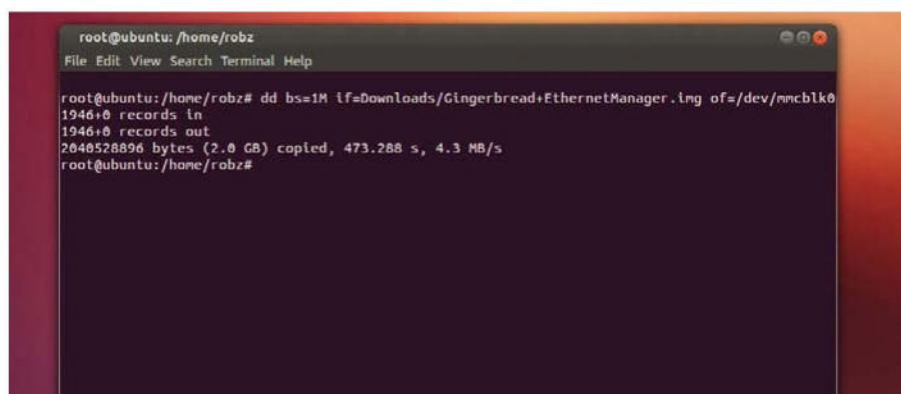 root@ubuntu: /home/robz
File Edit View Search Terminal Help
root@ubuntu:/home/robz# dd bs=1M if=Downloads/Gingerbread+EthernetManager.img of=/dev/mmcblk0
1946+0 records in
1946+0 records out
2040528896 bytes (2.0 GB) copied, 473.288 s, 4.3 MB/s
root@ubuntu:/home/robz#